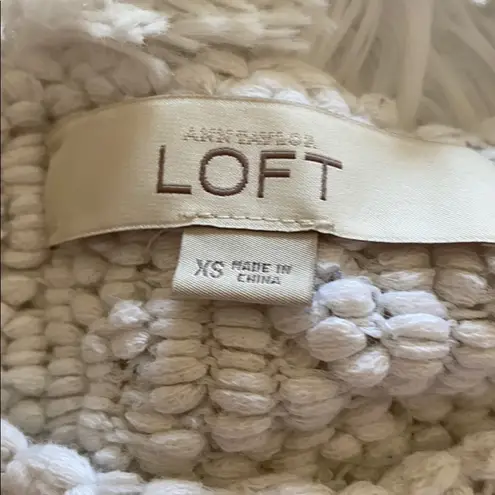 ANN TAYLOR
LOFT
XS MADE IN
CHINA